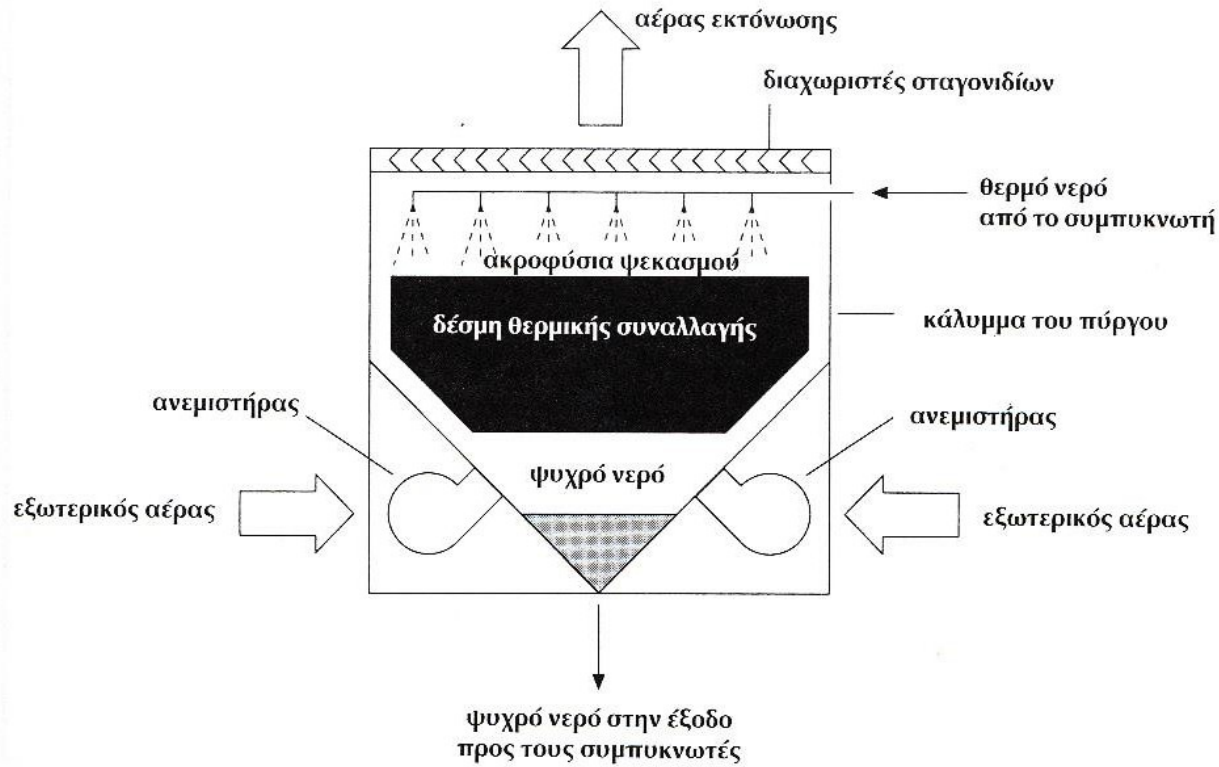 αέρας εκτόνωσης
διαχωριστές σταγονιδίων
θερμό νερό
από το συμπυκνωτή
ακροφύσια ψεκασμού
δέσμη θερμικής συναλλαγής
κάλυμμα του πύργου
ανεμιστήρας
ανεμιστήρας
ψυχρό νερό
εξωτερικός αέρας
εξωτερικός αέρας
ψυχρό νερό στην έξοδο
προς τους συμπυκνωτές